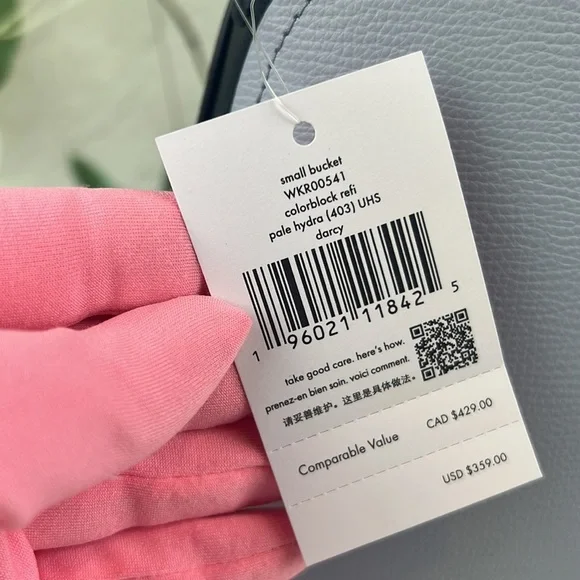 small bucket
WKR00541
colorblock refi
pale hydra (403) UHS
darcy
1 96021 11842 5
take good care. here's how.
prenez-en bien soin. voici comment.
请妥善维护。这里是具体做法。
Comparable Value CAD $429.00
USD $359.00